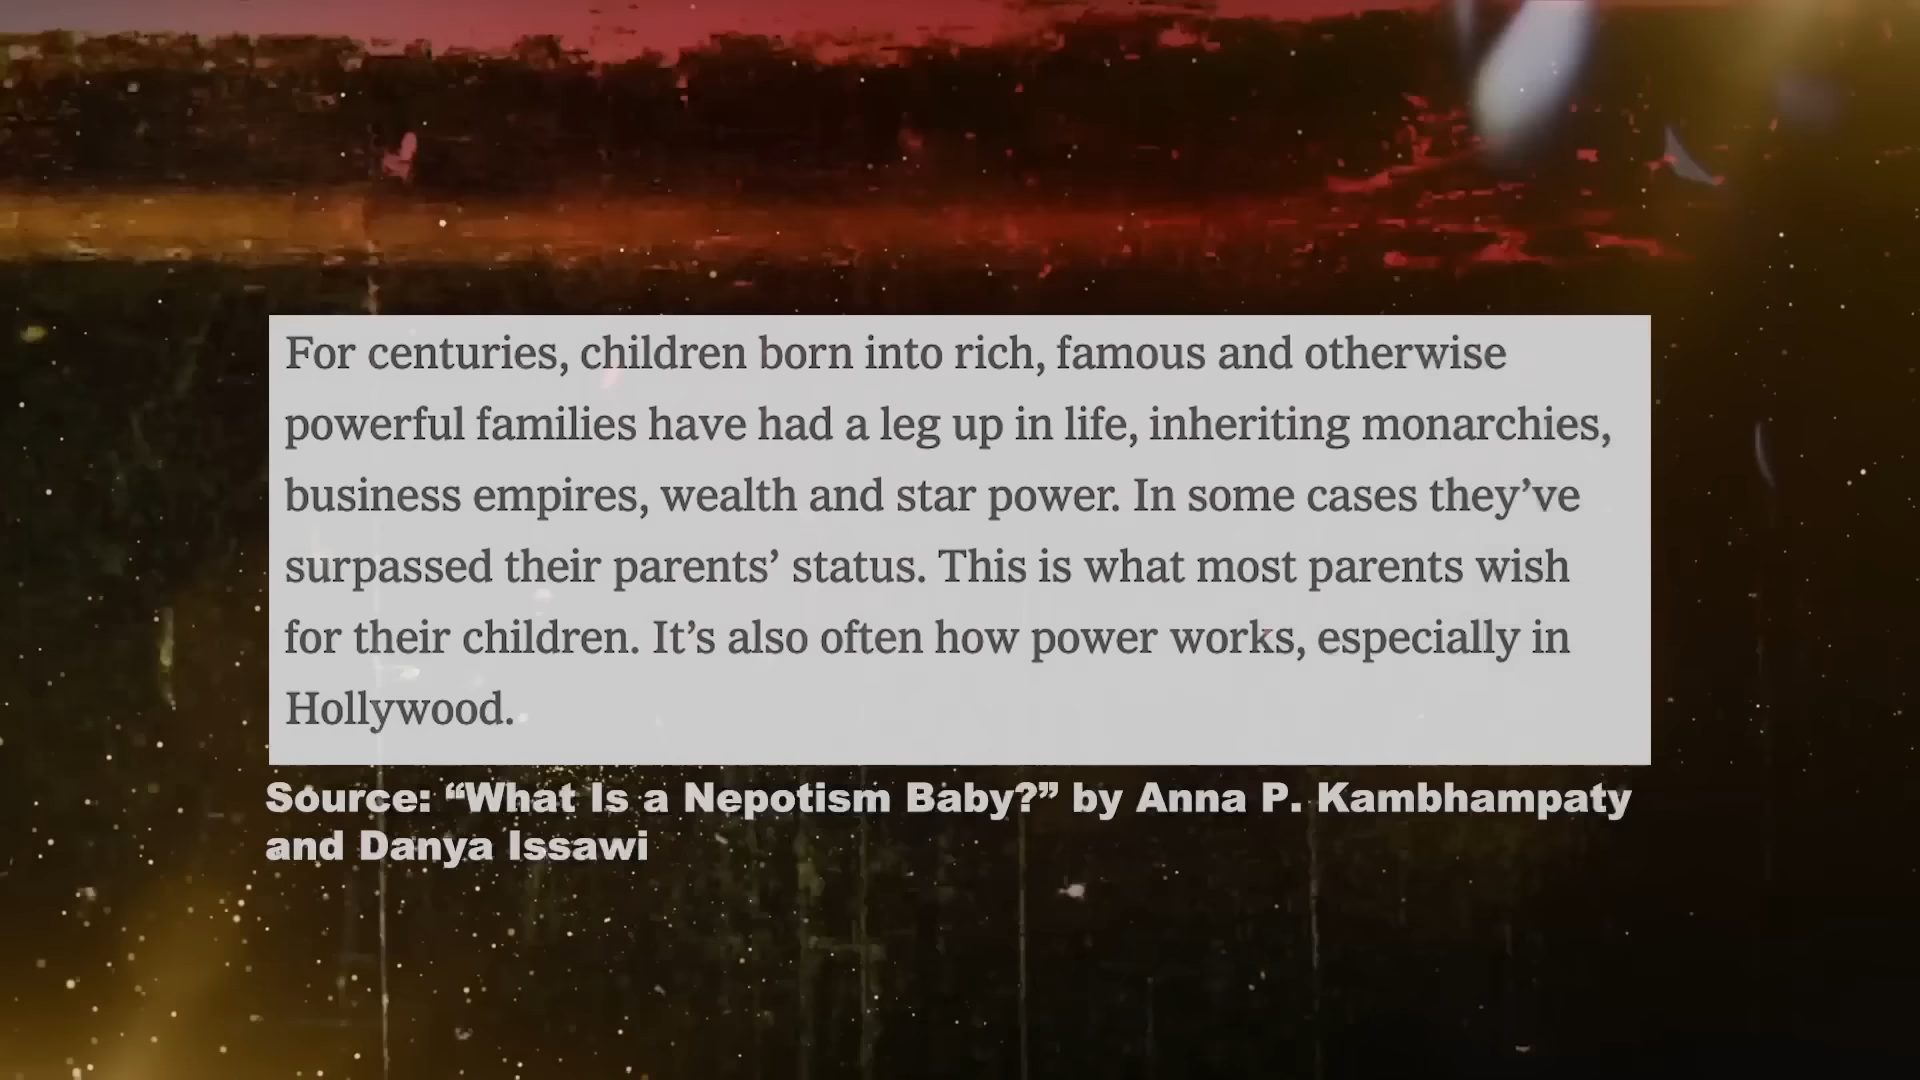 For centuries, children born into rich, famous and otherwise
powerful families have had a leg up in life, inheriting monarchies,
business empires, wealth and star power. In some cases they’ve
surpassed their parents’ status. This is what most parents wish
for their children. It’s also often how power works, especially in
Hollywood.
Source: “What Is a Nepotism Baby?” by Anna P. Kambhampaty
and Danya Issawi